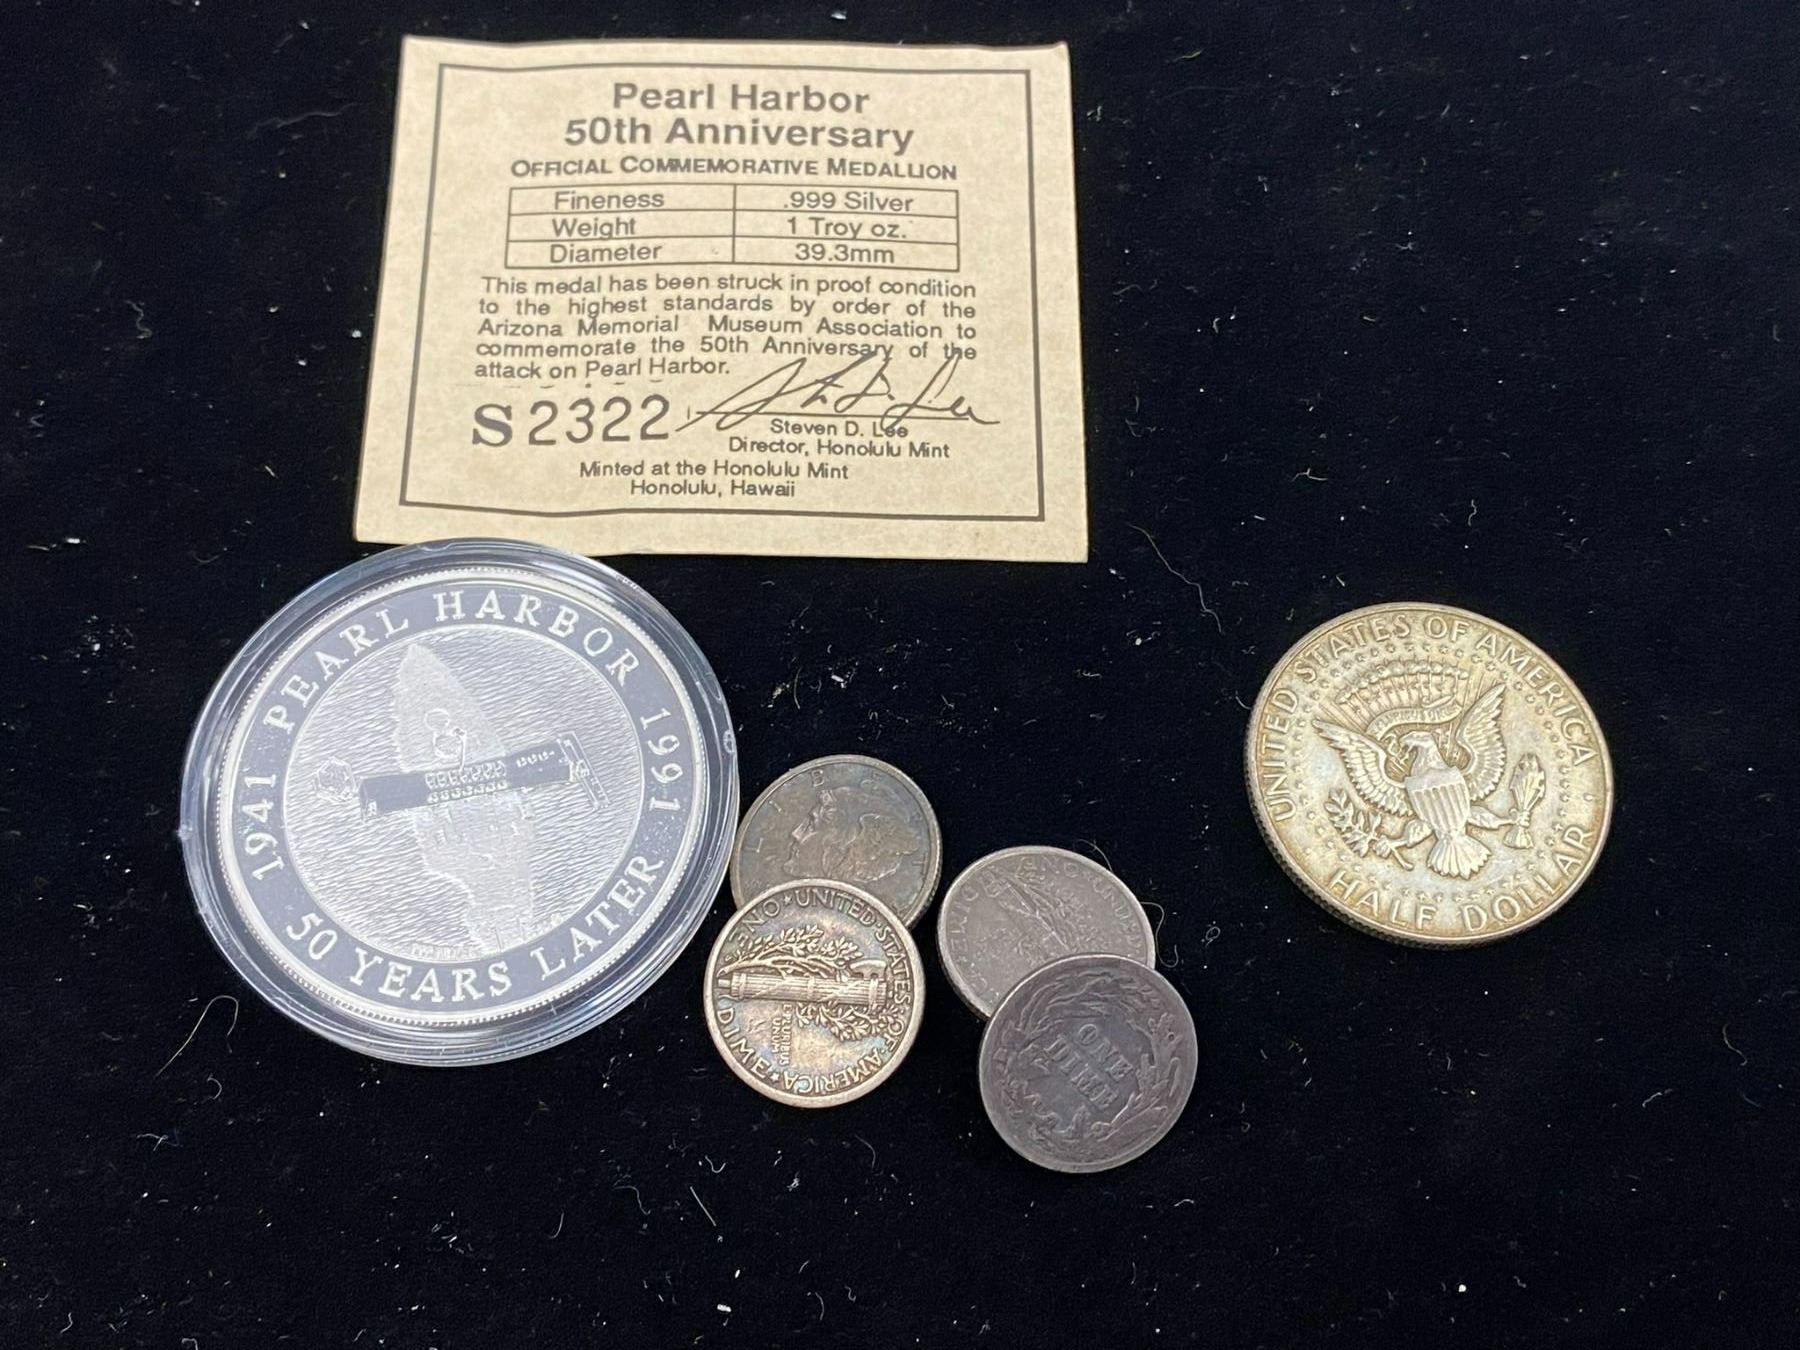 Pearl Harbor
50th Anniversary
OFFICIAL COMMEMORATIVE MEDALLION
Fineness .999 Silver
Weight 1 Troy oz.
Diameter 39.3mm
This medal has been struck in proof condition
to the highest standards by order of the
Arizona Memorial Museum Association to
commemorate the 50th Anniversary of the
attack on Pearl Harbor.
S2322
Steven D. Lee
Director, Honolulu Mint
Minted at the Honolulu Mint
Honolulu, Hawaii
1941 PEARL HARBOR 1991
50 YEARS LATER
LIBERTY
UNITED·STATES·OF·AMERICA
ONE·DIME
E·PLURIBUS
UNUM
ONE
DIME
UNITED STATES OF AMERICA
HALF DOLLAR